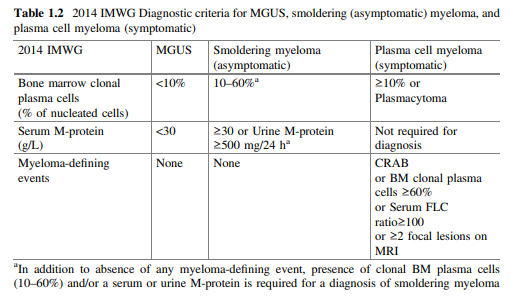 Table 1.2 2014 IMWG Diagnostic criteria for MGUS, smoldering (asymptomatic) myeloma, and
plasma cell myeloma (symptomatic)
2014 IMWG MGUS Smoldering myeloma Plasma cell myeloma
(asymptomatic) (symptomatic)
Bone marrow clonal <10% 10–60%ᵃ ≥10% or
plasma cells Plasmacytoma
(% of nucleated cells)
Serum M-protein <30 ≥30 or Urine M-protein Not required for
(g/L) ≥500 mg/24 hᵃ diagnosis
Myeloma-defining None None CRAB
events or BM clonal plasma
cells ≥60%
or Serum FLC
ratio≥100
or ≥2 focal lesions on
MRI
ᵃIn addition to absence of any myeloma-defining event, presence of clonal BM plasma cells
(10–60%) and/or a serum or urine M-protein is required for a diagnosis of smoldering myeloma